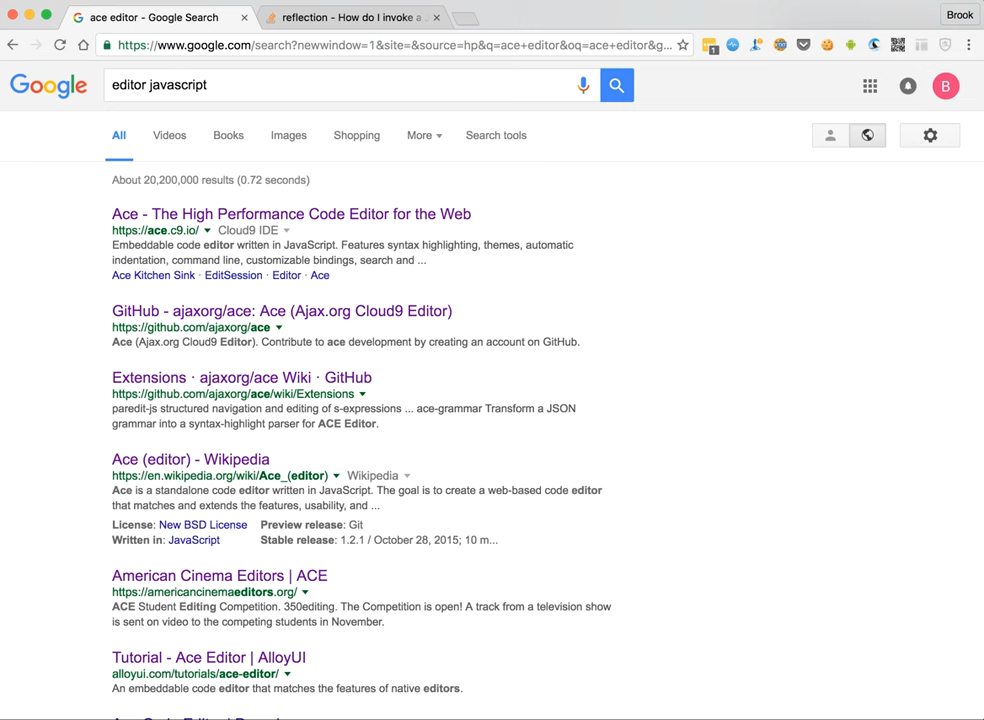 ace editor - Google Search
reflection - How do I invoke a
Brook
https://www.google.com/search?newwindow=1&site=&source=hp&q=ace+editor&oq=ace+editor&g...
1
Google
editor javascript
B
All
Videos
Books
Images
Shopping
More
Search tools
About 20,200,000 results (0.72 seconds)
Ace - The High Performance Code Editor for the Web
https://ace.c9.io/ Cloud9 IDE
Embeddable code editor written in JavaScript. Features syntax highlighting, themes, automatic
indentation, command line, customizable bindings, search and ...
Ace Kitchen Sink · EditSession · Editor · Ace
GitHub - ajaxorg/ace: Ace (Ajax.org Cloud9 Editor)
https://github.com/ajaxorg/ace
Ace (Ajax.org Cloud9 Editor). Contribute to ace development by creating an account on GitHub.
Extensions · ajaxorg/ace Wiki · GitHub
https://github.com/ajaxorg/ace/wiki/Extensions
paredit-js structured navigation and editing of s-expressions ... ace-grammar Transform a JSON
grammar into a syntax-highlight parser for ACE Editor.
Ace (editor) - Wikipedia
https://en.wikipedia.org/wiki/Ace_(editor) Wikipedia
Ace is a standalone code editor written in JavaScript. The goal is to create a web-based code editor
that matches and extends the features, usability, and ...
License: New BSD License Preview release: Git
Written in: JavaScript Stable release: 1.2.1 / October 28, 2015; 10 m...
American Cinema Editors | ACE
https://americancinemaeditors.org/
ACE Student Editing Competition. 350editing. The Competition is open! A track from a television show
is sent on video to the competing students in November.
Tutorial - Ace Editor | AlloyUI
alloyui.com/tutorials/ace-editor/
An embeddable code editor that matches the features of native editors.